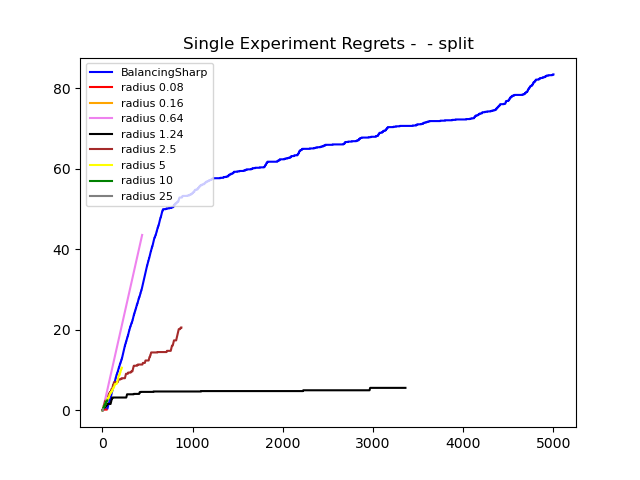 Single Experiment Regrets -  - split
BalancingSharp
radius 0.08
radius 0.16
radius 0.64
radius 1.24
radius 2.5
radius 5
radius 10
radius 25
80
60
40
20
0
0 1000 2000 3000 4000 5000